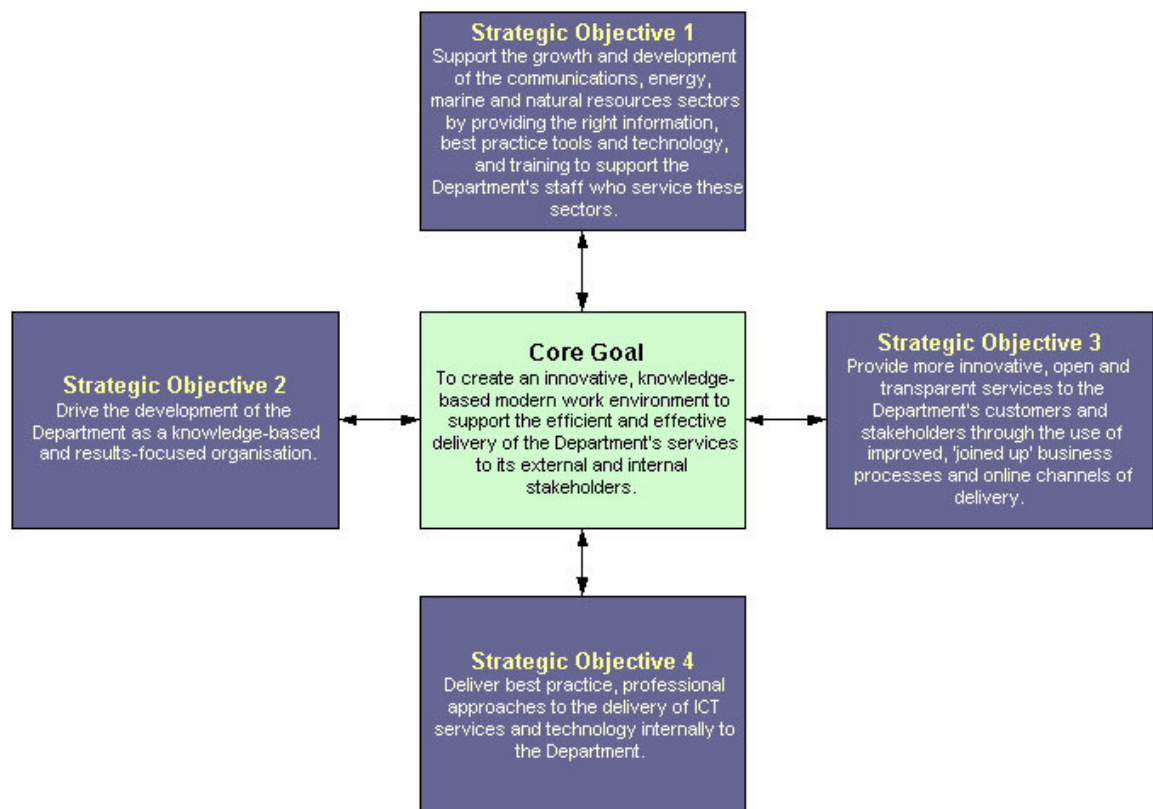 Strategic Objective 1
Support the growth and development
of the communications, energy,
marine and natural resources sectors
by providing the right information,
best practice tools and technology,
and training to support the
Department's staff who service these
sectors.
Strategic Objective 2
Drive the development of the
Department as a knowledge-based
and results-focused organisation.
Core Goal
To create an innovative, knowledge-
based modern work environment to
support the efficient and effective
delivery of the Department's services
to its external and internal
stakeholders.
Strategic Objective 3
Provide more innovative, open and
transparent services to the
Department's customers and
stakeholders through the use of
improved, 'joined up' business
processes and online channels of
delivery.
Strategic Objective 4
Deliver best practice, professional
approaches to the delivery of ICT
services and technology internally to
the Department.